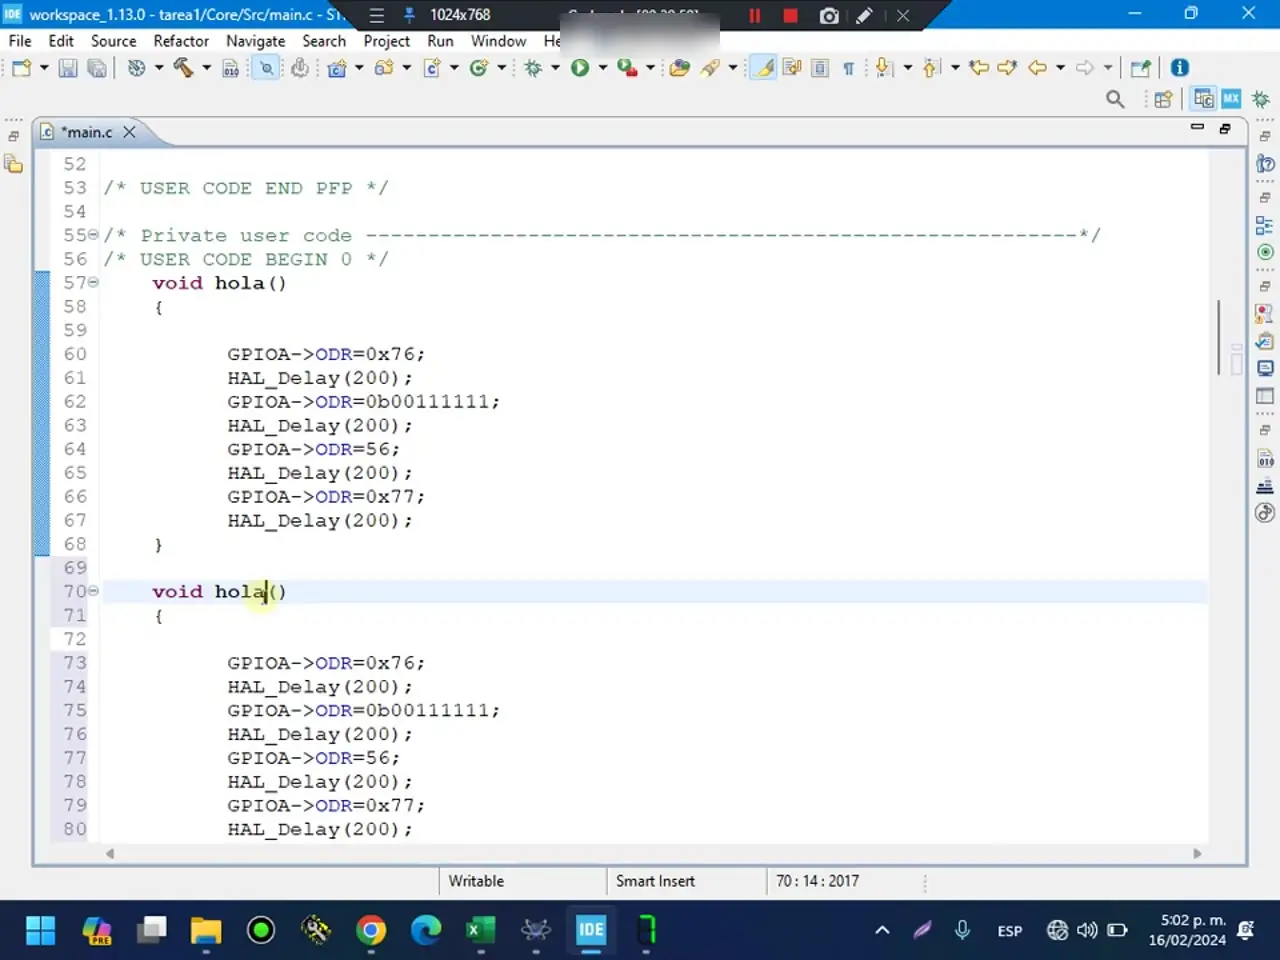 workspace_1.13.0 - tarea1/Core/Src/main.c - ST
1024x768
File Edit Source Refactor Navigate Search Project Run Window He
*main.c
52
53 /* USER CODE END PFP */
54
55 /* Private user code ---------------------------------------------------------*/
56 /* USER CODE BEGIN 0 */
57 void hola()
58 {
59
60 GPIOA->ODR=0x76;
61 HAL_Delay(200);
62 GPIOA->ODR=0b00111111;
63 HAL_Delay(200);
64 GPIOA->ODR=56;
65 HAL_Delay(200);
66 GPIOA->ODR=0x77;
67 HAL_Delay(200);
68 }
69
70 void hola()
71 {
72
73 GPIOA->ODR=0x76;
74 HAL_Delay(200);
75 GPIOA->ODR=0b00111111;
76 HAL_Delay(200);
77 GPIOA->ODR=56;
78 HAL_Delay(200);
79 GPIOA->ODR=0x77;
80 HAL_Delay(200);
Writable Smart Insert 70 : 14 : 2017
IDE
ESP
5:02 p. m.
16/02/2024